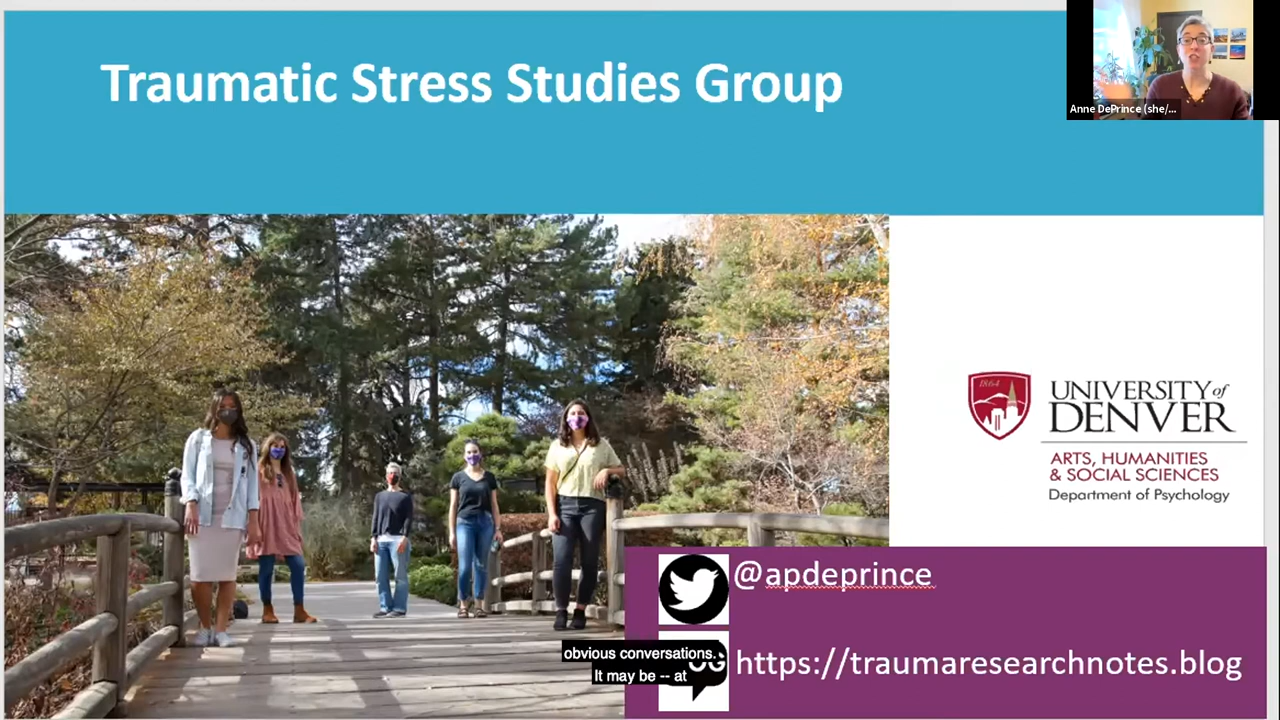 Traumatic Stress Studies Group
Anne DePrince (she/...
1864
UNIVERSITY of
DENVER
ARTS, HUMANITIES
& SOCIAL SCIENCES
Department of Psychology
@apdeprince
https://traumaresearchnotes.blog
obvious conversations.
It may be -- at